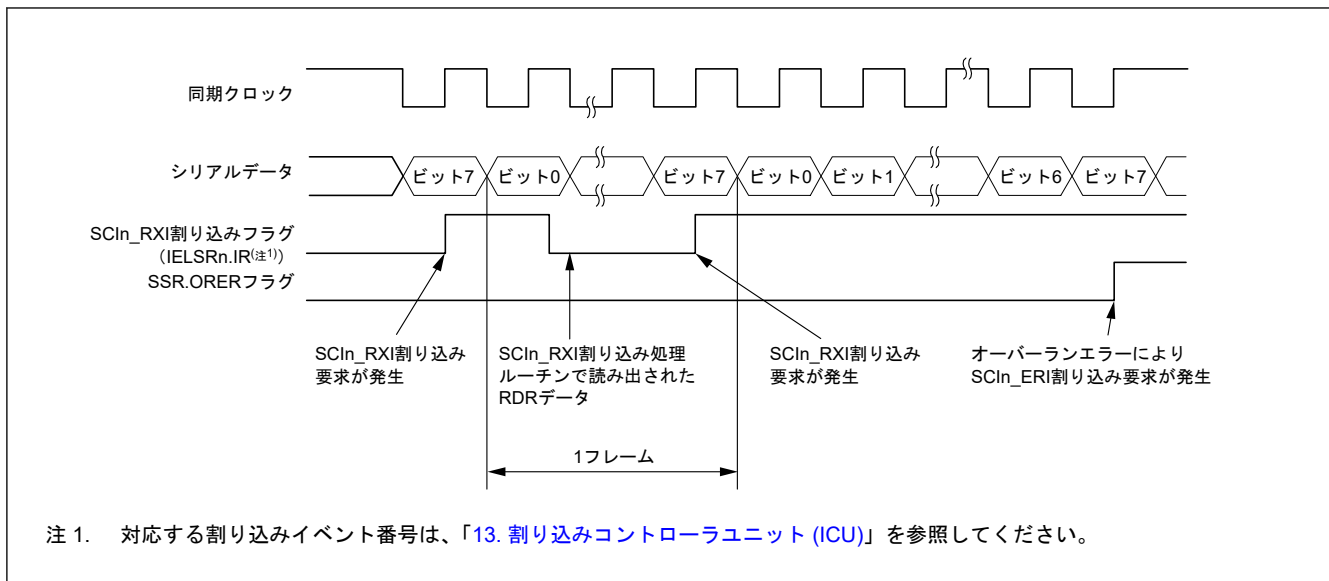 同期クロック
シリアルデータ
ビット7 ビット0 ビット7 ビット0 ビット1 ビット6 ビット7
SCIn_RXI割り込みフラグ
（IELSRn.IR(注1)）
SSR.ORERフラグ
SCIn_RXI割り込み
要求が発生
SCIn_RXI割り込み処理
ルーチンで読み出された
RDRデータ
SCIn_RXI割り込み
要求が発生
オーバーランエラーにより
SCIn_ERI割り込み要求が発生
1フレーム
注 1. 対応する割り込みイベント番号は、「13. 割り込みコントローラユニット (ICU)」を参照してください。